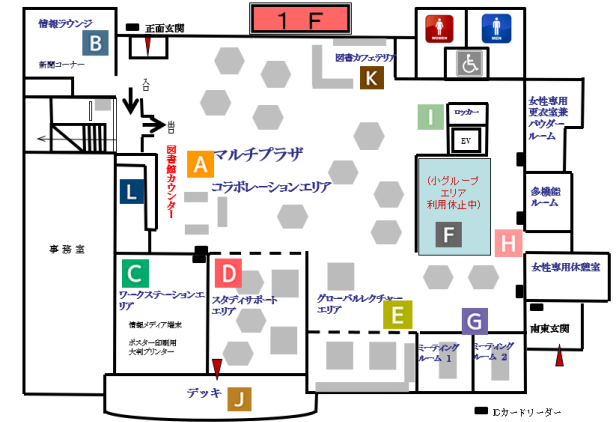 １Ｆ
情報ラウンジ
B
新聞コーナー
正面玄関
図書カフェテリア
K
WOMEN
MEN
入口
出口
図書館カウンター
A
マルチプラザ
コラボレーションエリア
I
ロッカー
EV
女性専用
更衣室兼
パウダー
ルーム
L
(小グループ
エリア
利用休止中)
F
多機能
ルーム
H
事務室
C
ワークステーションエ
リア
情報メディア端末
ポスター印刷用
大判プリンター
D
スタディサポート
エリア
グローバルレクチャー
エリア
E
G
女性専用休憩室
南東玄関
ミーティング
ルーム 1
ミーティング
ルーム 2
デッキ
J
IDカードリーダー